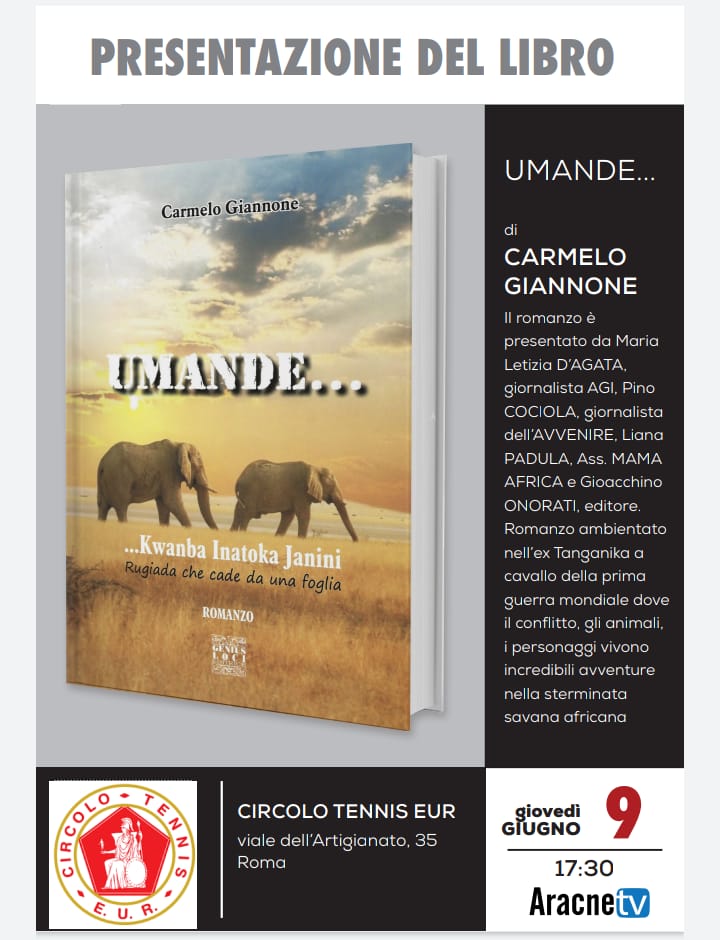 PRESENTAZIONE DEL LIBRO
Carmelo Giannone
UMANDE...
...Kwanba Inatoka Janini
Rugiada che cade da una foglia
ROMANZO
GENIUS
LOCI
UMANDE...
di
CARMELO
GIANNONE
Il romanzo è
presentato da Maria
Letizia D'AGATA,
giornalista AGI, Pino
COCIOLA, giornalista
dell'AVVENIRE, Liana
PADULA, Ass. MAMA
AFRICA e Gioacchino
ONORATI, editore.
Romanzo ambientato
nell'ex Tanganika a
cavallo della prima
guerra mondiale dove
il conflitto, gli animali,
i personaggi vivono
incredibili avventure
nella sterminata
savana africana
CIRCOLO TENNIS
E.U.R.
CIRCOLO TENNIS EUR
viale dell'Artigianato, 35
Roma
giovedì
GIUGNO 9
17:30
Aracne tv